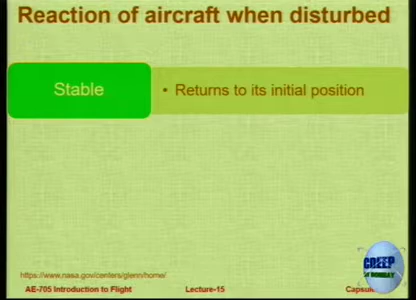 Reaction of aircraft when disturbed
Stable
• Returns to its initial position
https://www.nasa.gov/centers/glenn/home/
AE-705 Introduction to Flight
Lecture-15